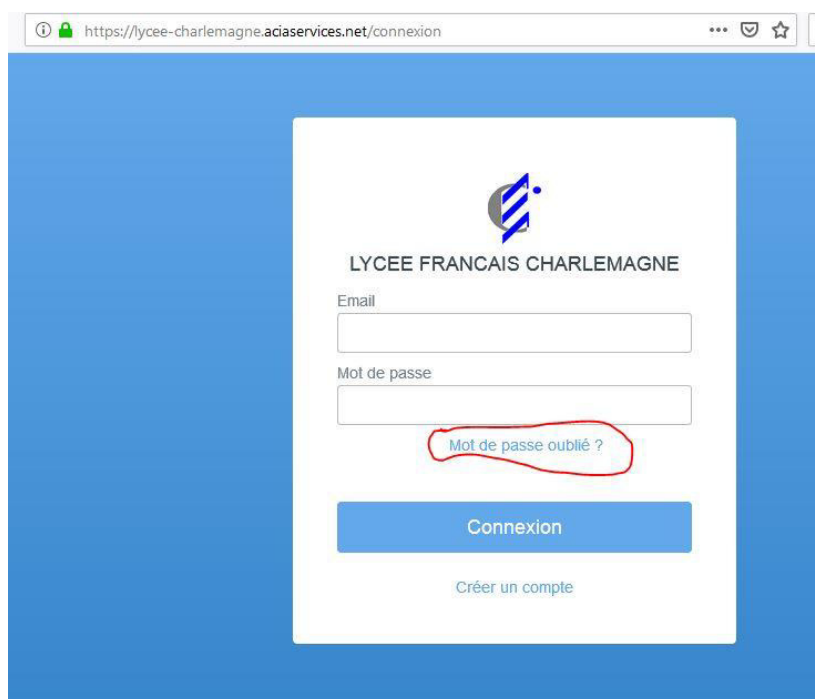 https://lycee-charlemagne.aciaservices.net/connexion
LYCEE FRANCAIS CHARLEMAGNE
Email
Mot de passe
Mot de passe oublié ?
Connexion
Créer un compte